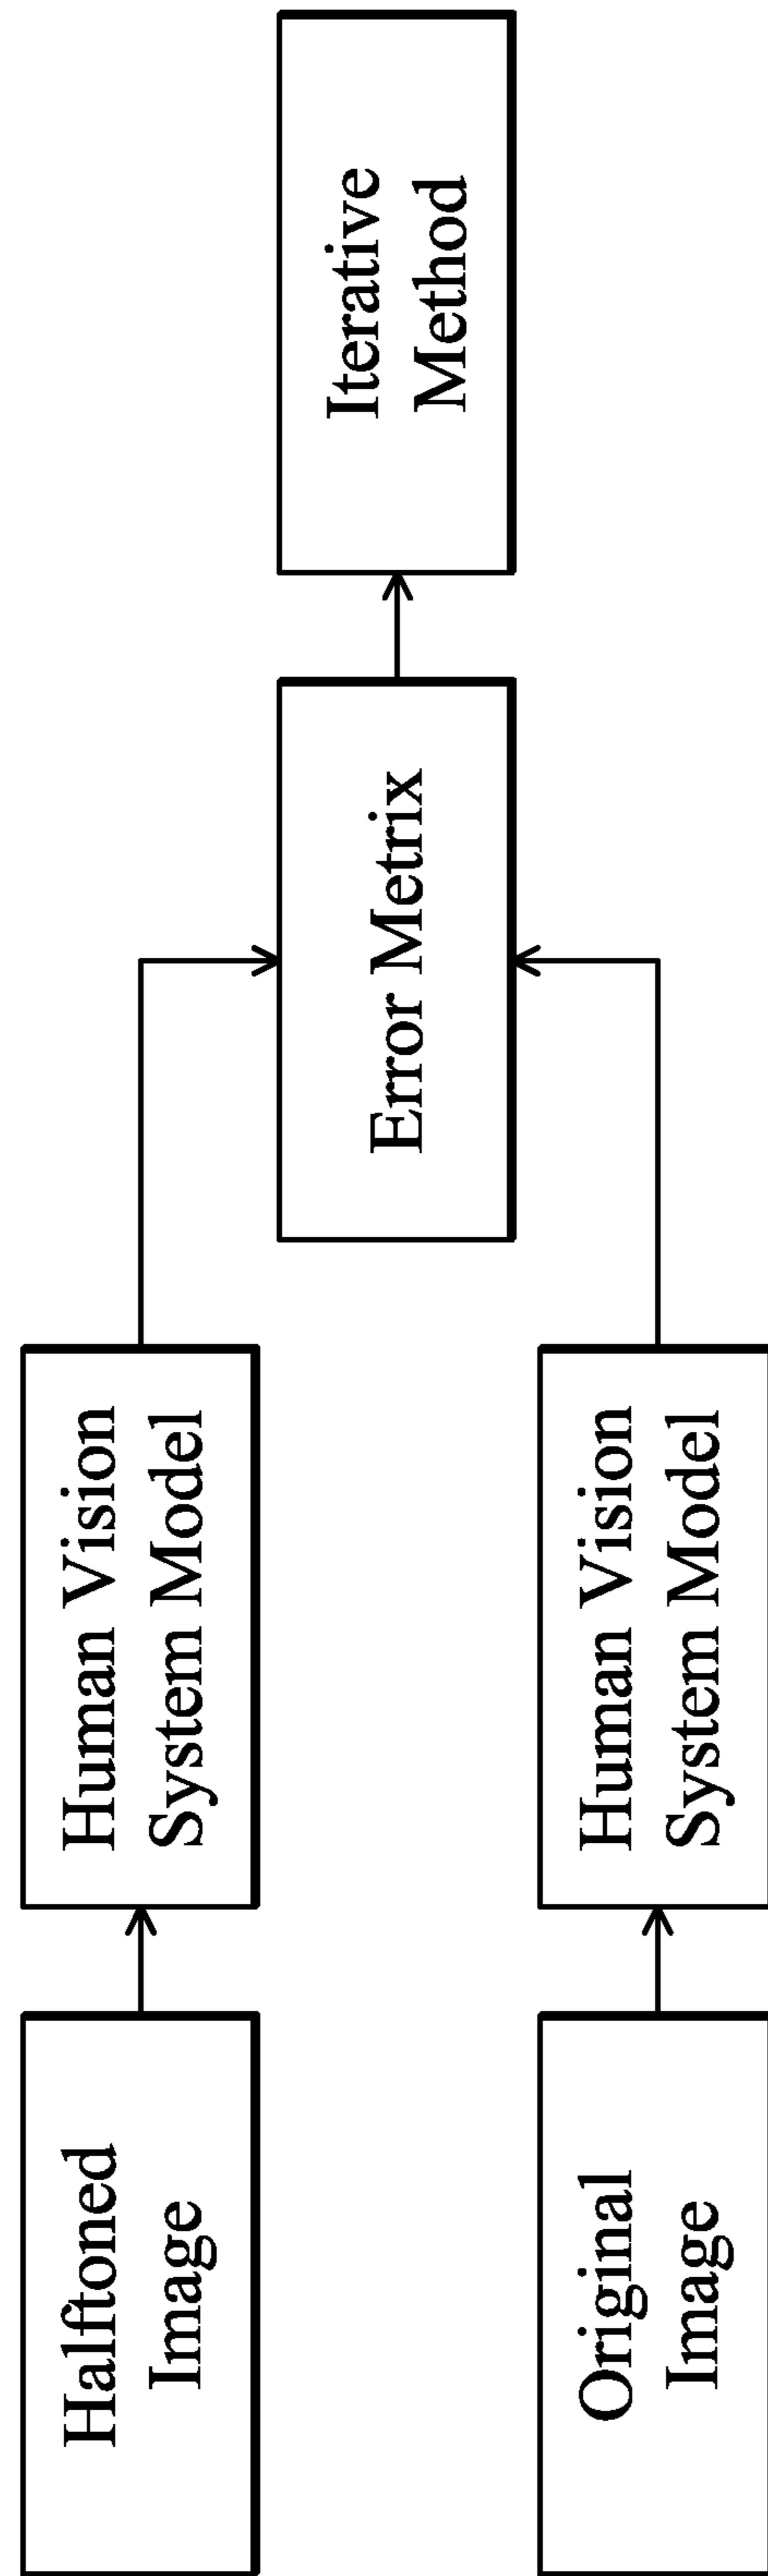 Halftoned
Image
Human Vision
System Model
Original
Image
Human Vision
System Model
Error Metrix
Iterative
Method